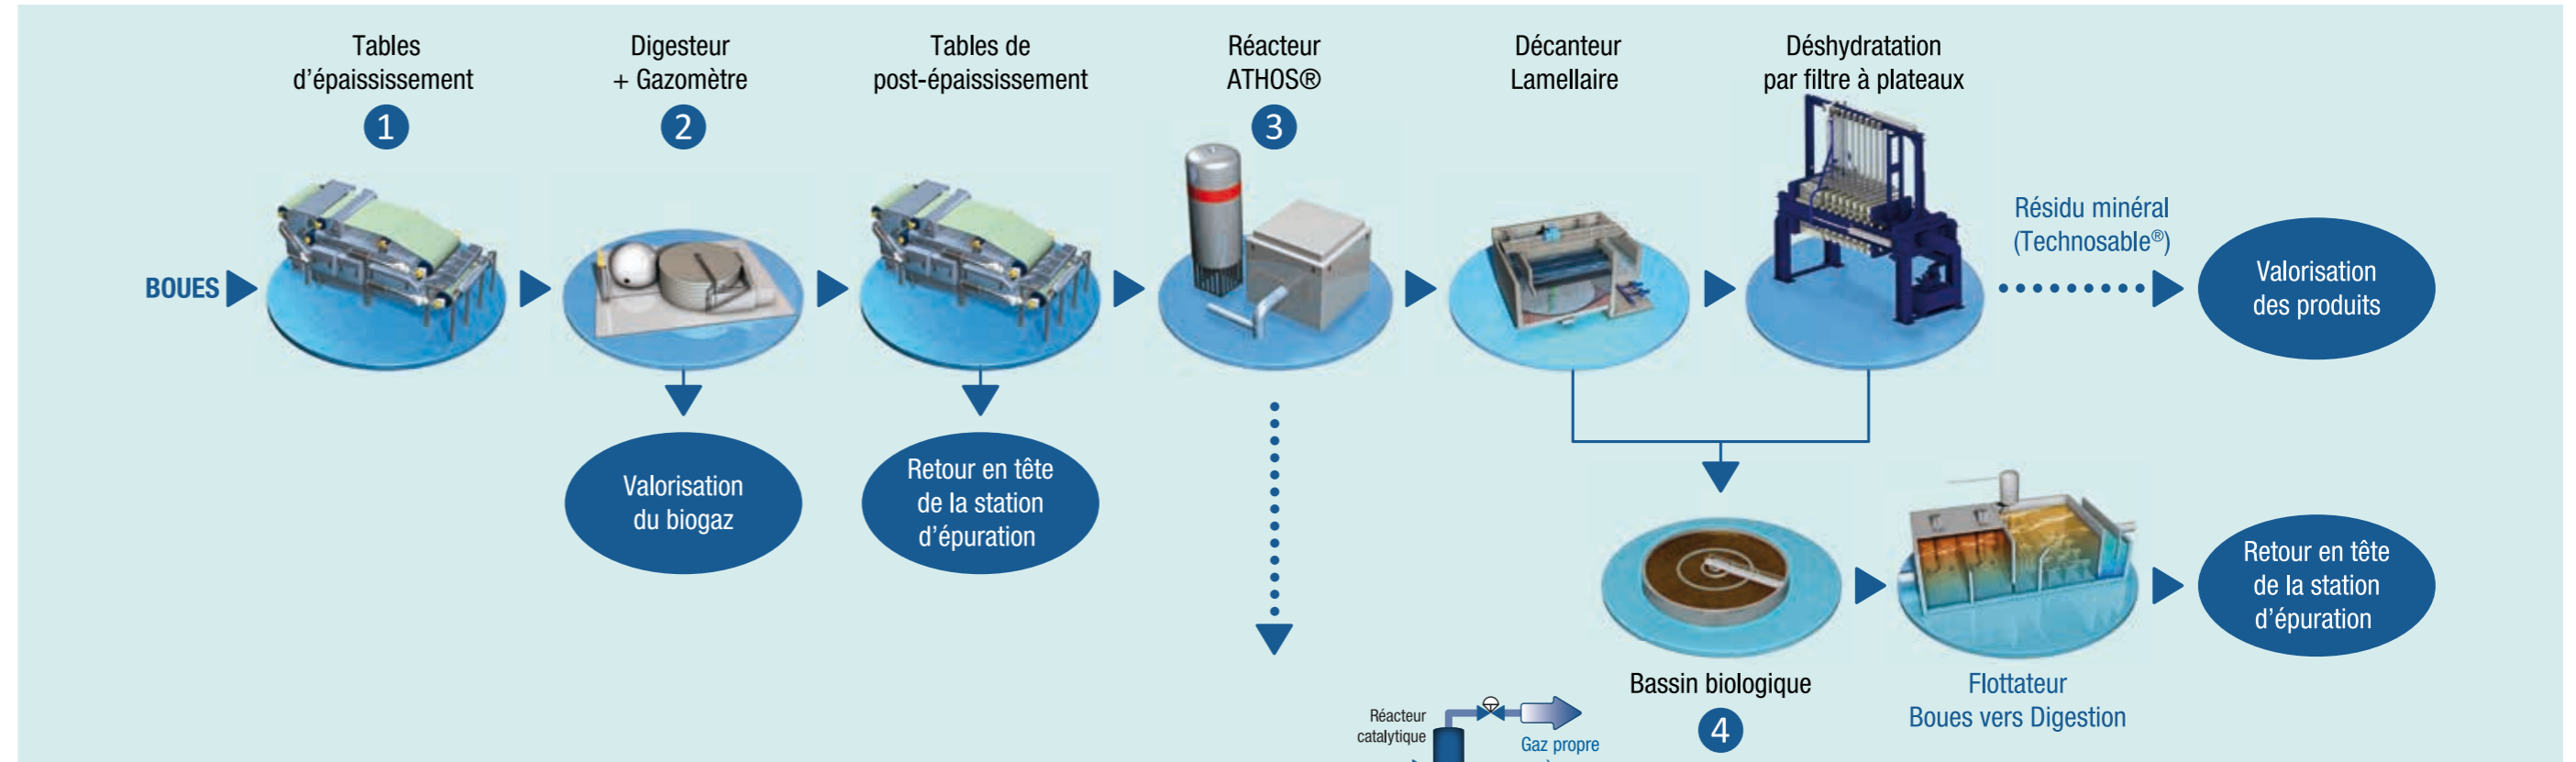 Tables
d'épaississement
1
Digesteur
+ Gazomètre
2
Tables de
post-épaississement
Réacteur
ATHOS®
3
Décanteur
Lamellaire
Déshydratation
par filtre à plateaux
BOUES
Résidu minéral
(Technosable®)
Valorisation
des produits
Valorisation
du biogaz
Retour en tête
de la station
d'épuration
Retour en tête
de la station
d'épuration
Bassin biologique
4
Flottateur
Boues vers Digestion
Réacteur
catalytique
Gaz propre